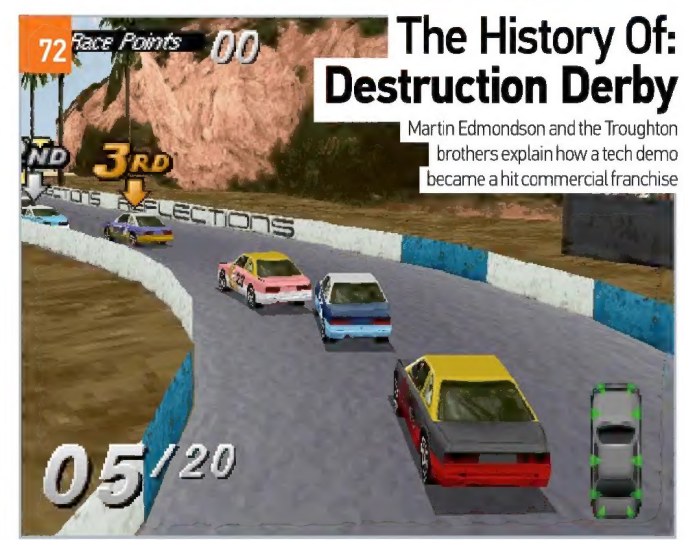 72
Race Points 00
The History Of:
Destruction Derby
Martin Edmondson and the Troughton
brothers explain how a tech demo
became a hit commercial franchise
ND
3RD
REFLECTIONS
05/20